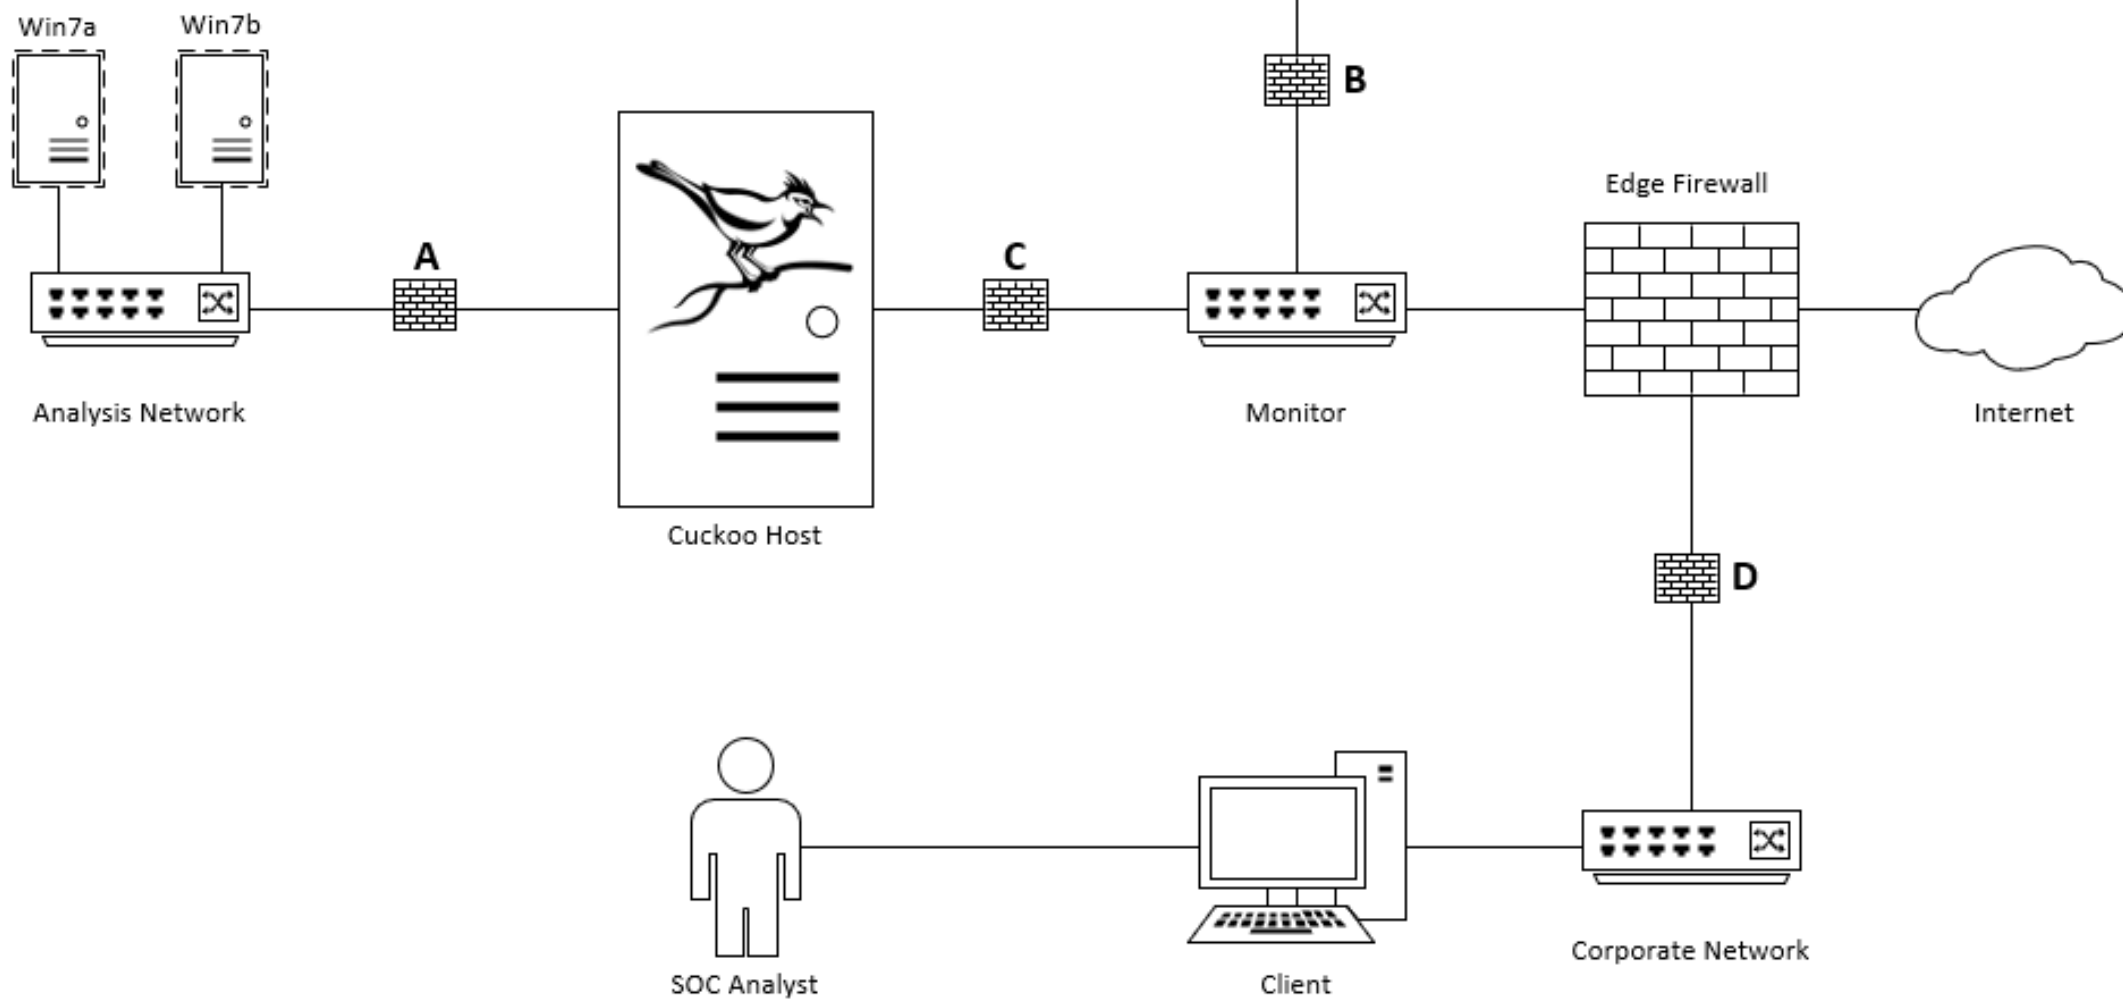 Win7a
Win7b
B
Edge Firewall
A
C
Analysis Network
Monitor
Internet
Cuckoo Host
D
Corporate Network
SOC Analyst
Client